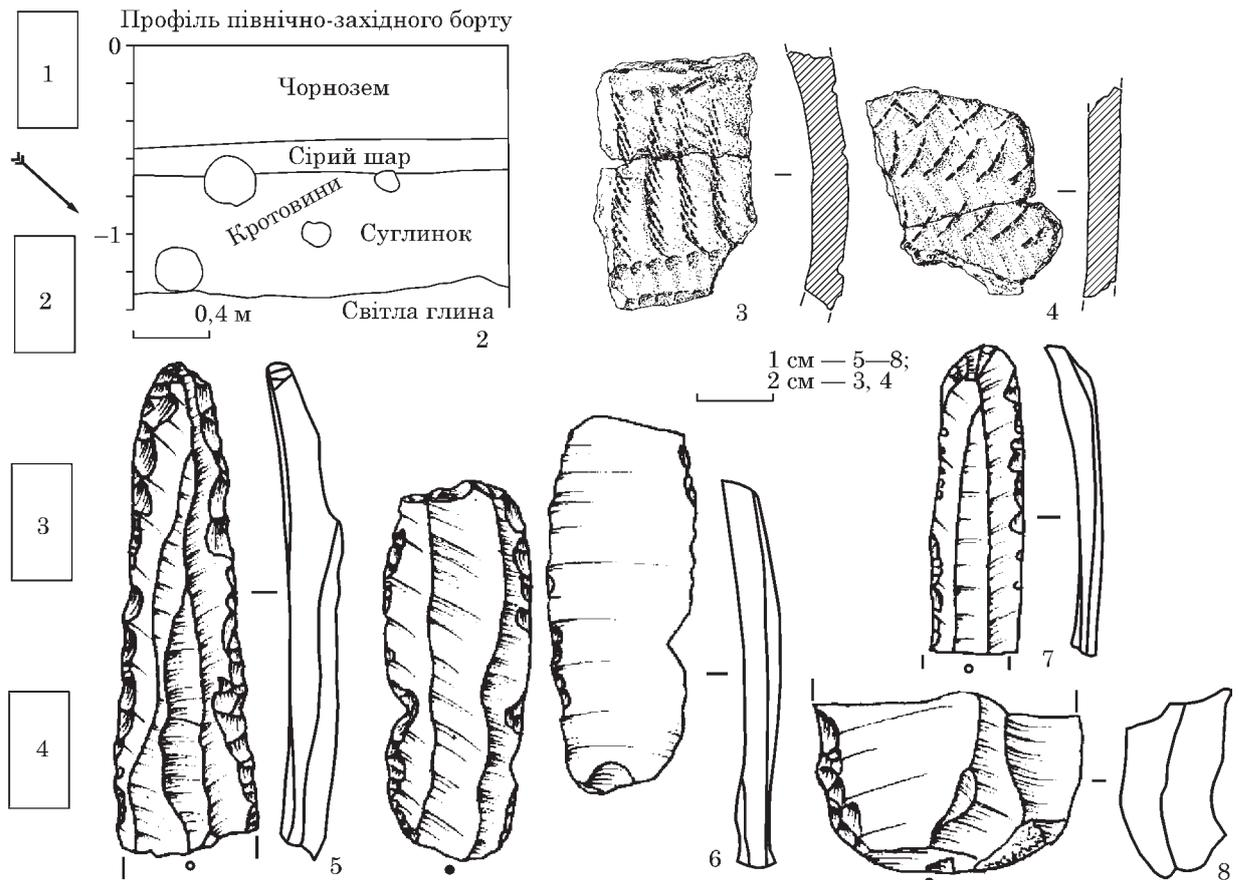 Профіль північно-західного борту
1
0
Чорнозем
Сірий шар
Кротовини
–1
Суглинок
2
0,4 м
Світла глина
2
3
4
1 см — 5—8;
2 см — 3, 4
3
4
5
6
7
8